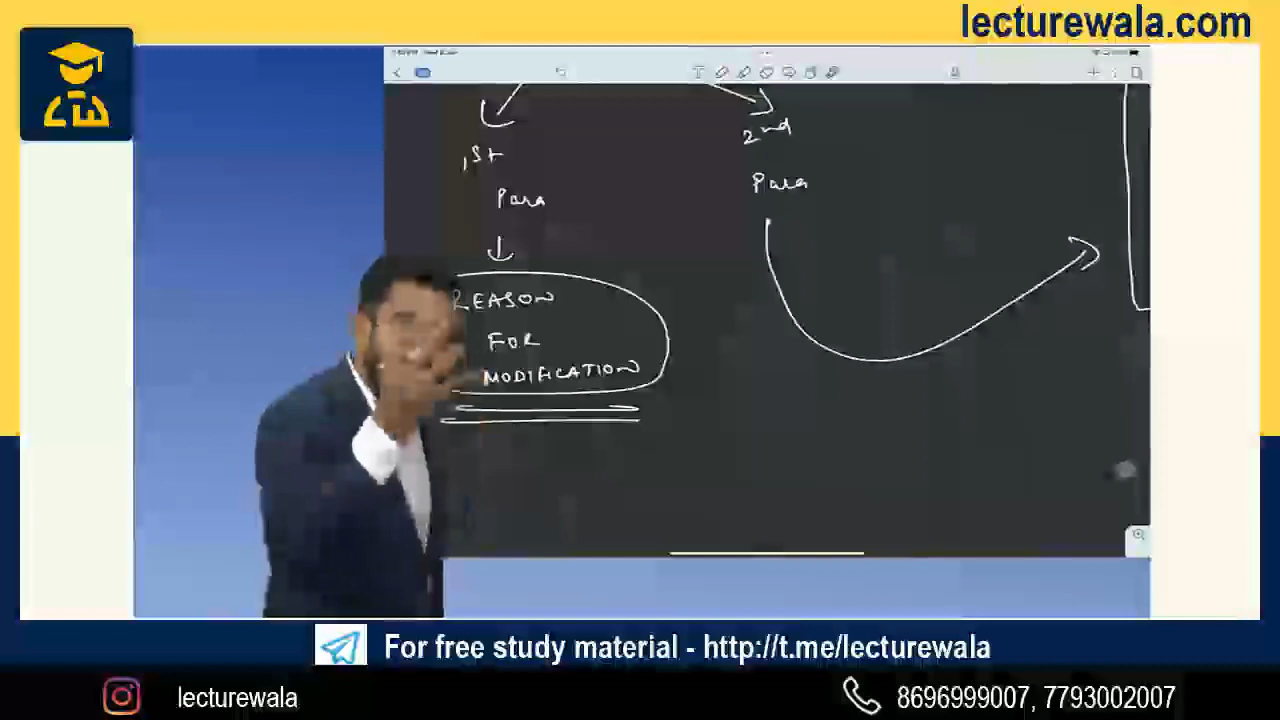 lecturewala.com
1st
Para
REASON
FOR
MODIFICATION
2nd
Para
For free study material - http://t.me/lecturewala
lecturewala
8696999007, 7793002007